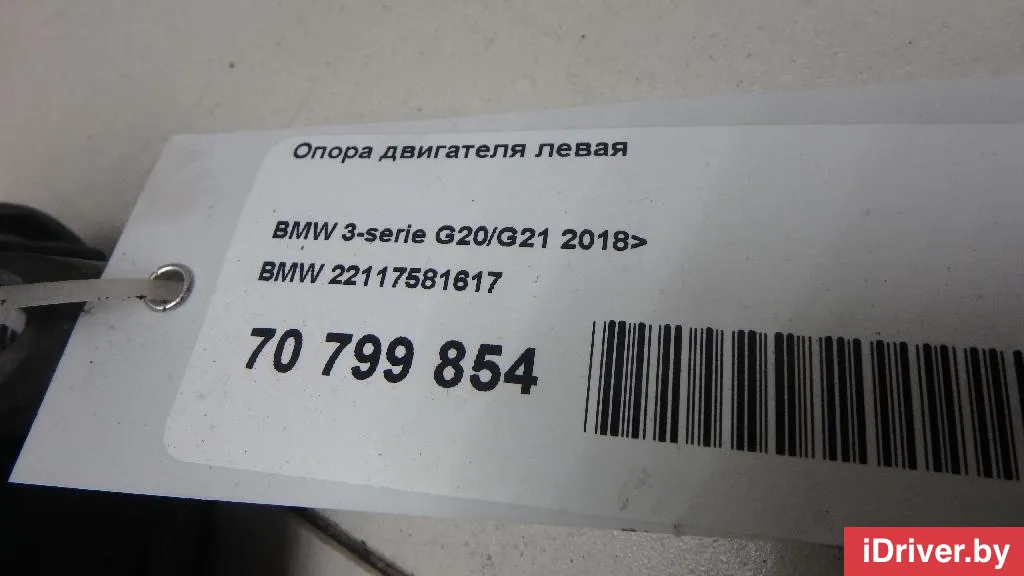 Опора двигателя левая
BMW 3-serie G20/G21 2018>
BMW 22117581617
70 799 854
iDriver.by